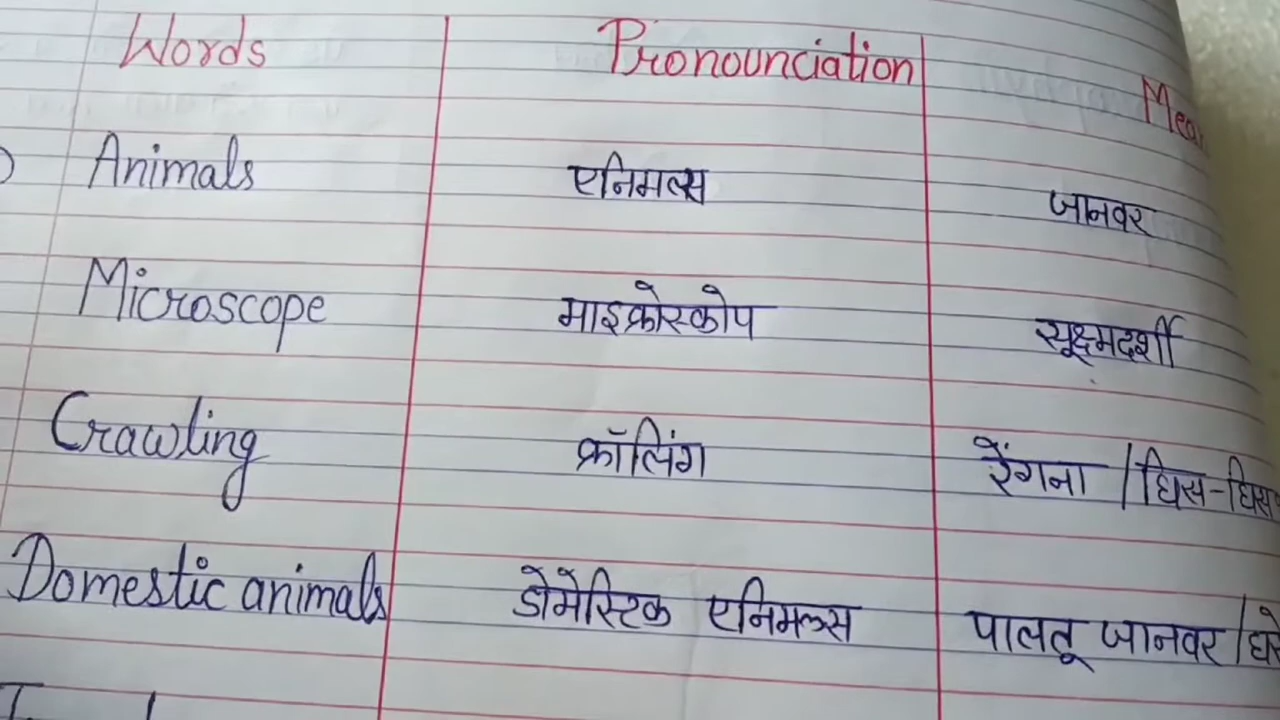 Words Pronounciation
Animals एनिमल्स जानवर
Microscope माइक्रोस्कोप सूक्ष्मदर्शी
Crawling क्रॉलिंग रेंगना / घिस-घिस
Domestic animals डोमेस्टिक एनिमल्स पालतू जानवर /